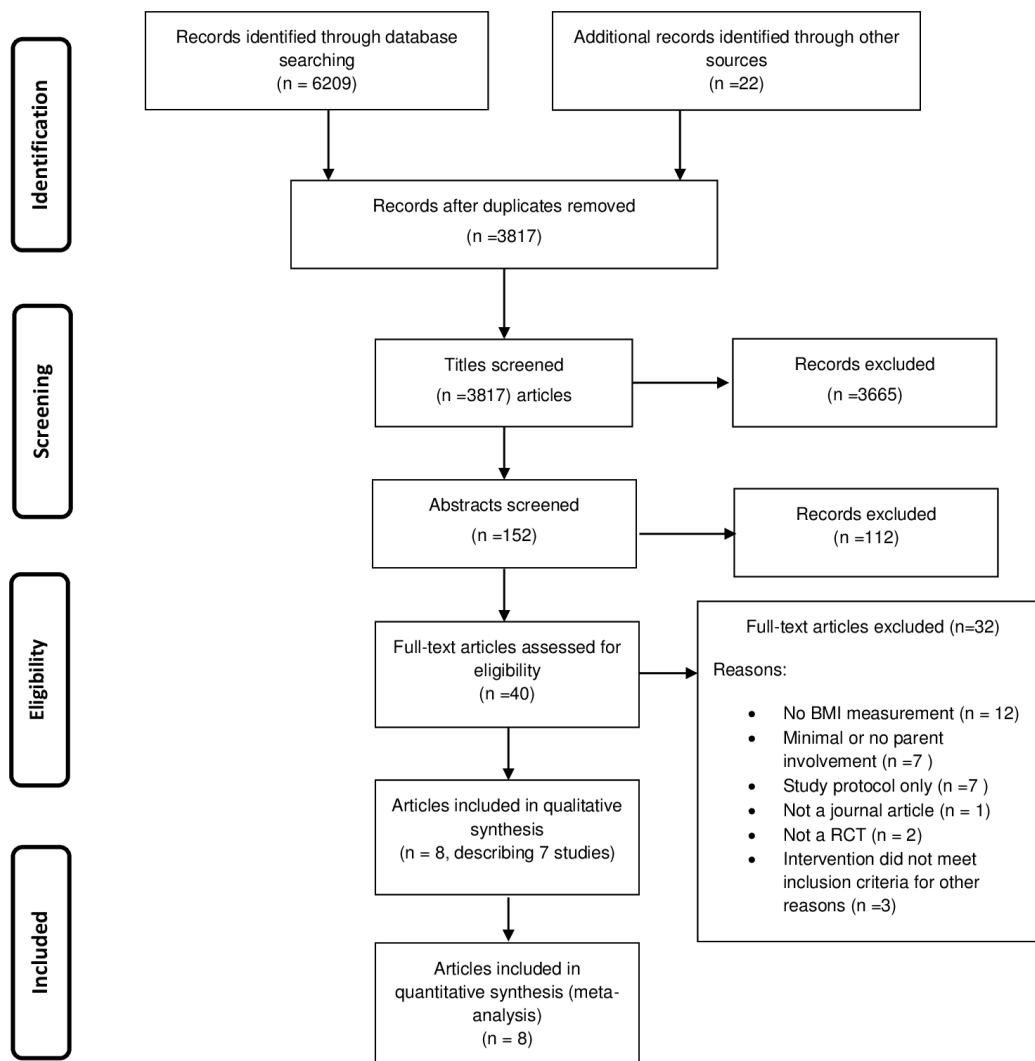 Identification
Records identified through database
searching
(n = 6209)
Additional records identified through other
sources
(n =22)
Records after duplicates removed
(n =3817)
Screening
Titles screened
(n =3817) articles
Records excluded
(n =3665)
Abstracts screened
(n =152)
Records excluded
(n =112)
Eligibility
Full-text articles assessed for
eligibility
(n =40)
Full-text articles excluded (n=32)
Reasons:
• No BMI measurement (n = 12)
• Minimal or no parent
involvement (n =7 )
• Study protocol only (n =7 )
• Not a journal article (n = 1)
• Not a RCT (n = 2)
• Intervention did not meet
inclusion criteria for other
reasons (n =3)
Articles included in qualitative
synthesis
(n = 8, describing 7 studies)
Included
Articles included in
quantitative synthesis (meta-
analysis)
(n = 8)